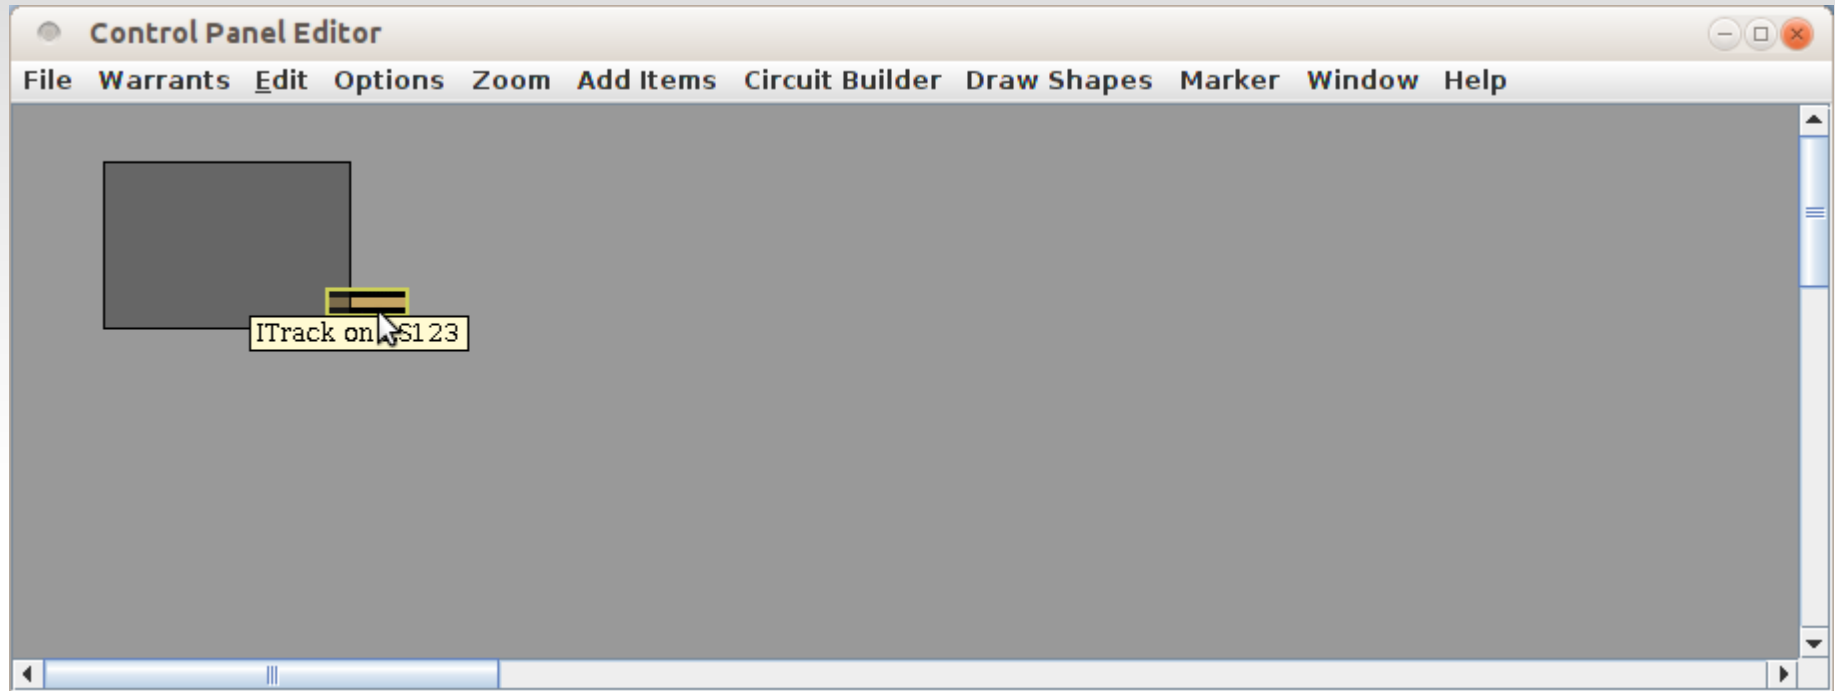 Control Panel Editor
File Warrants Edit Options Zoom Add Items Circuit Builder Draw Shapes Marker Window Help
ITrack on